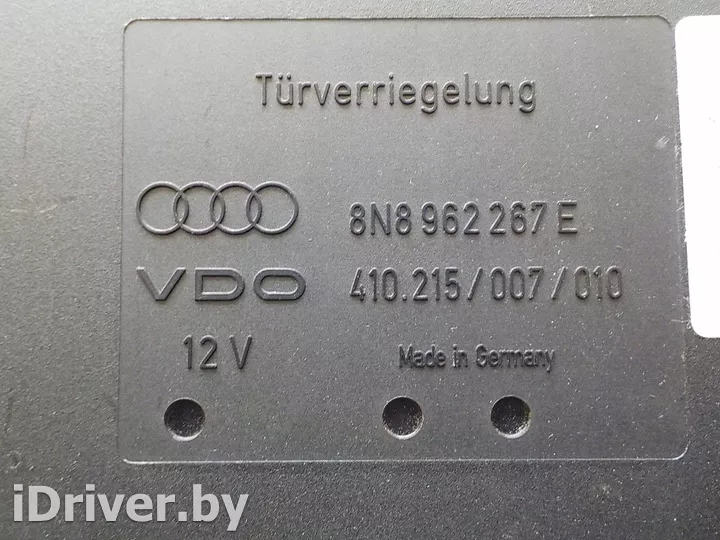 Türverriegelung
8N8 962 267 E
VDO 410.215/007/010
12 V Made in Germany
iDriver.by